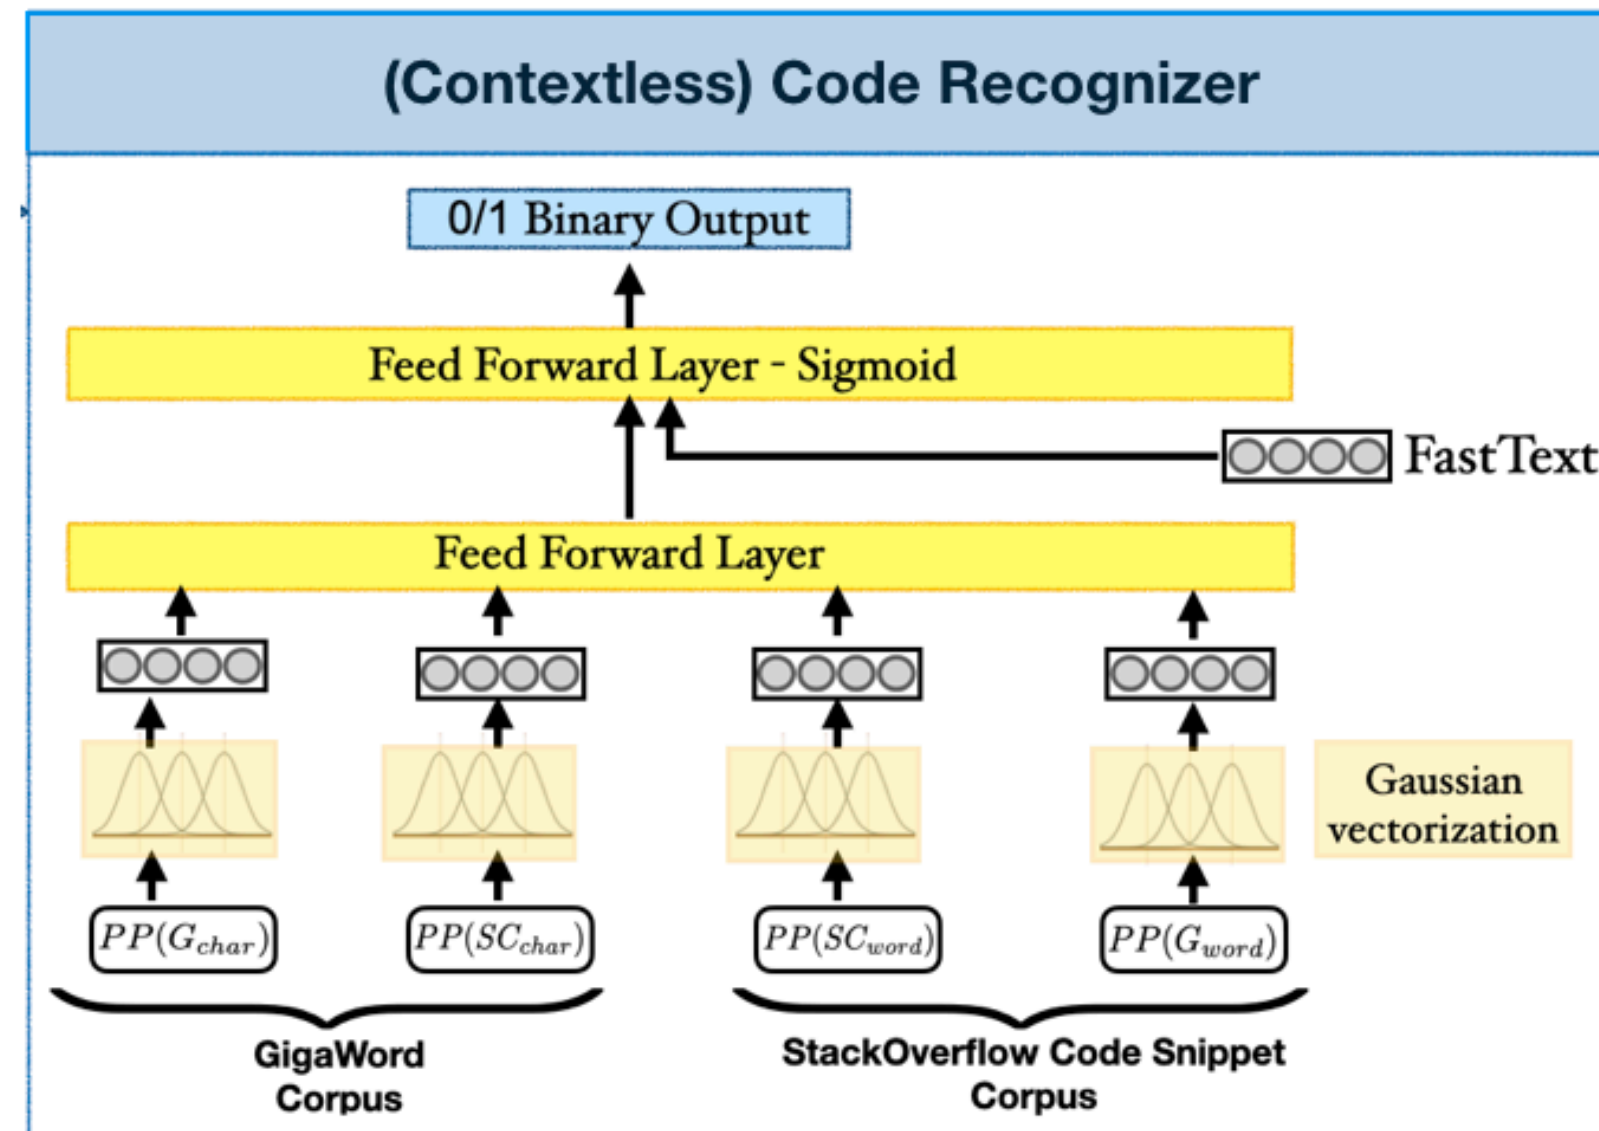 (Contextless) Code Recognizer
0/1 Binary Output
Feed Forward Layer - Sigmoid
FastText
Feed Forward Layer
Gaussian
vectorization
PP(G_char)
PP(SC_char)
PP(SC_word)
PP(G_word)
GigaWord
Corpus
StackOverflow Code Snippet
Corpus